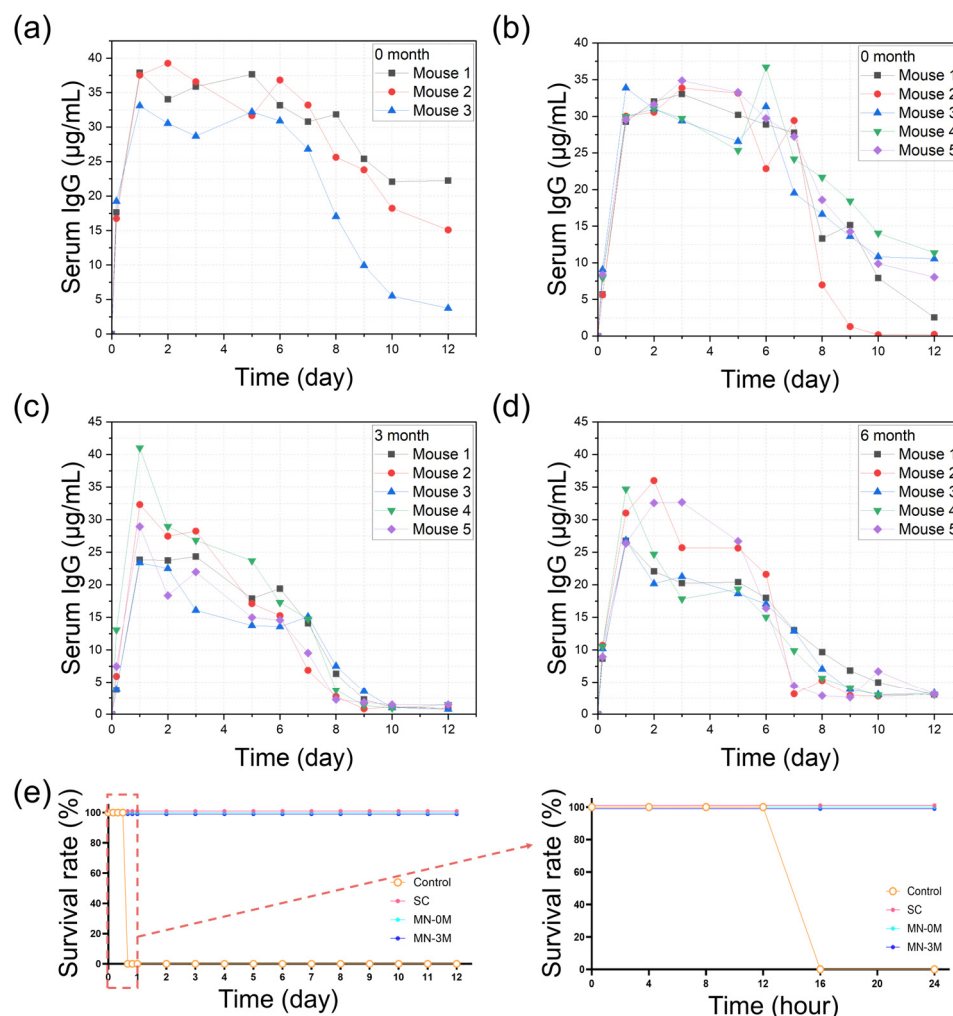 (a)
Serum IgG (µg/mL)
40
35
30
25
20
15
10
5
0
0 2 4 6 8 10 12
Time (day)
0 month
Mouse 1
Mouse 2
Mouse 3
(b)
Serum IgG (µg/mL)
40
35
30
25
20
15
10
5
0
0 2 4 6 8 10 12
Time (day)
0 month
Mouse 1
Mouse 2
Mouse 3
Mouse 4
Mouse 5
(c)
Serum IgG (µg/mL)
45
40
35
30
25
20
15
10
5
0
0 2 4 6 8 10 12
Time (day)
3 month
Mouse 1
Mouse 2
Mouse 3
Mouse 4
Mouse 5
(d)
Serum IgG (µg/mL)
45
40
35
30
25
20
15
10
5
0
0 2 4 6 8 10 12
Time (day)
6 month
Mouse 1
Mouse 2
Mouse 3
Mouse 4
Mouse 5
(e)
Survival rate (%)
100
80
60
40
20
0
0 1 2 3 4 5 6 7 8 9 10 11 12
Time (day)
Control
SC
MN-0M
MN-3M
Survival rate (%)
100
80
60
40
20
0
0 4 8 12 16 20 24
Time (hour)
Control
SC
MN-0M
MN-3M